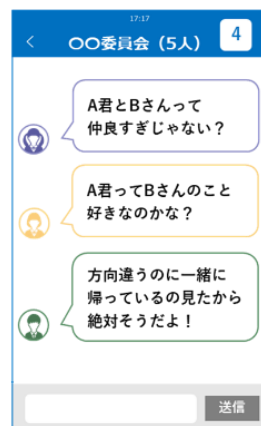 17:17
〇〇委員会（5人）
4
A君とBさんって
仲良すぎじゃない？
A君ってBさんのこと
好きなのかな？
方向違うのに一緒に
帰っているの見たから
絶対そうだよ！
送信